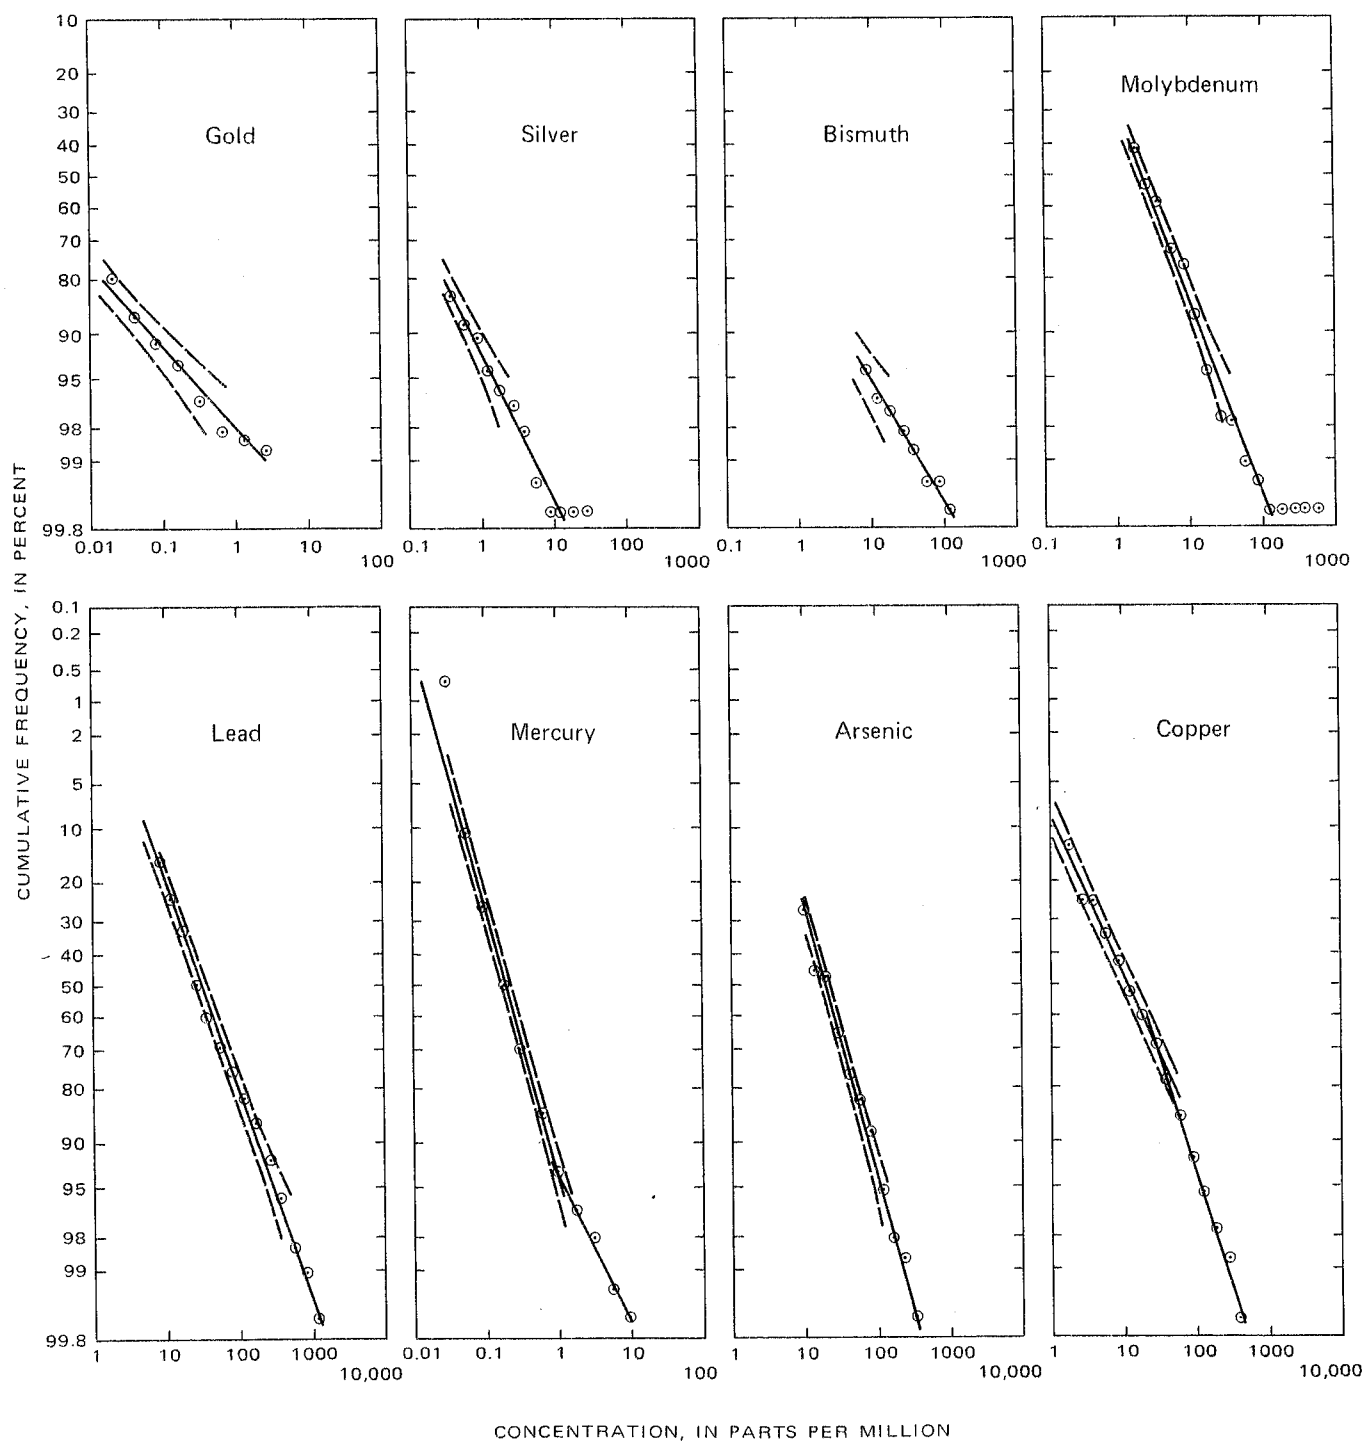 10
20
30
40
50
60
70
80
90
95
98
99
99.8
Gold
Silver
Bismuth
Molybdenum
0.01 0.1 1 10 100
0.1 1 10 100 1000
0.1 1 10 100 1000
0.1 1 10 100 1000
CUMULATIVE FREQUENCY, IN PERCENT
0.1
0.2
0.5
1
2
5
10
20
30
40
50
60
70
80
90
95
98
99
99.8
Lead
Mercury
Arsenic
Copper
1 10 100 1000 10,000
0.01 0.1 1 10 100
1 10 100 1000 10,000
1 10 100 1000 10,000
CONCENTRATION, IN PARTS PER MILLION